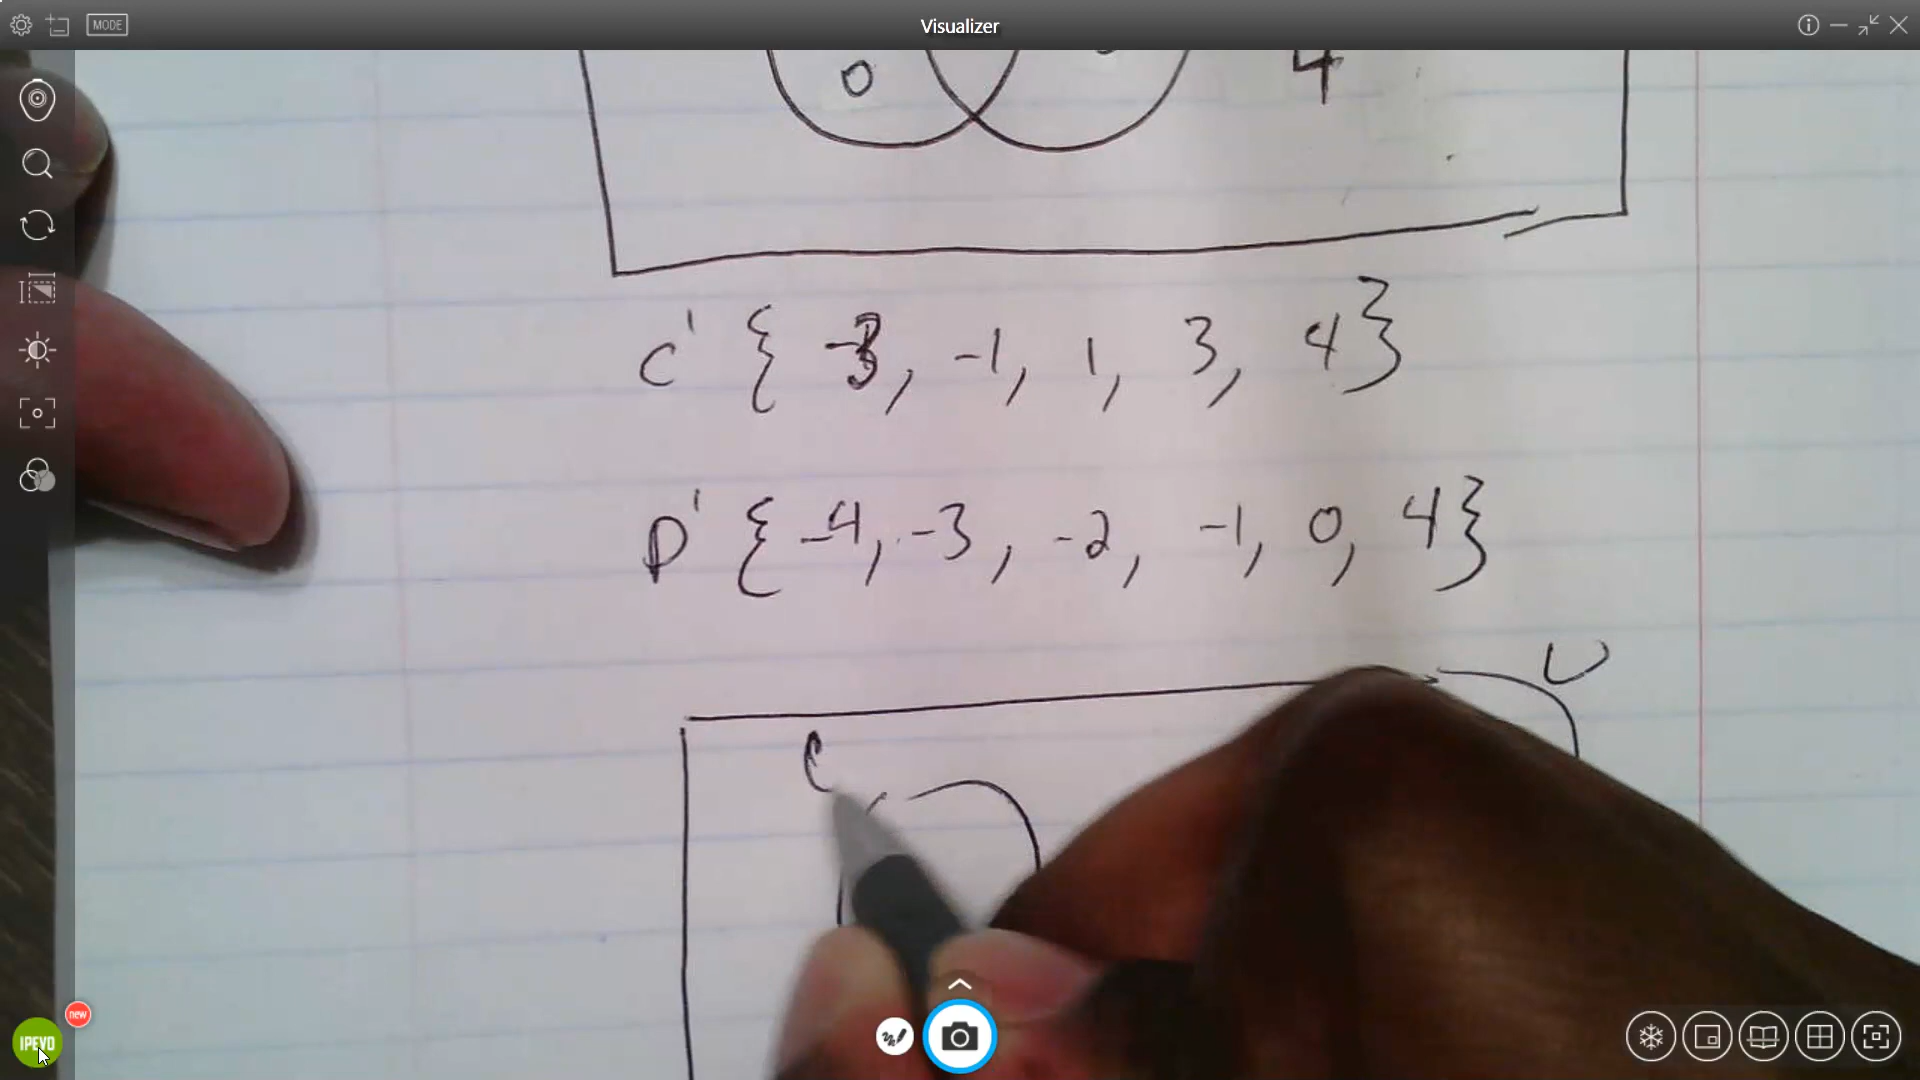 MODE
Visualizer
0 4
C' { -3, -1, 1, 3, 4}
D' { -4, -3, -2, -1, 0, 4}
U
C
new
IPEVO